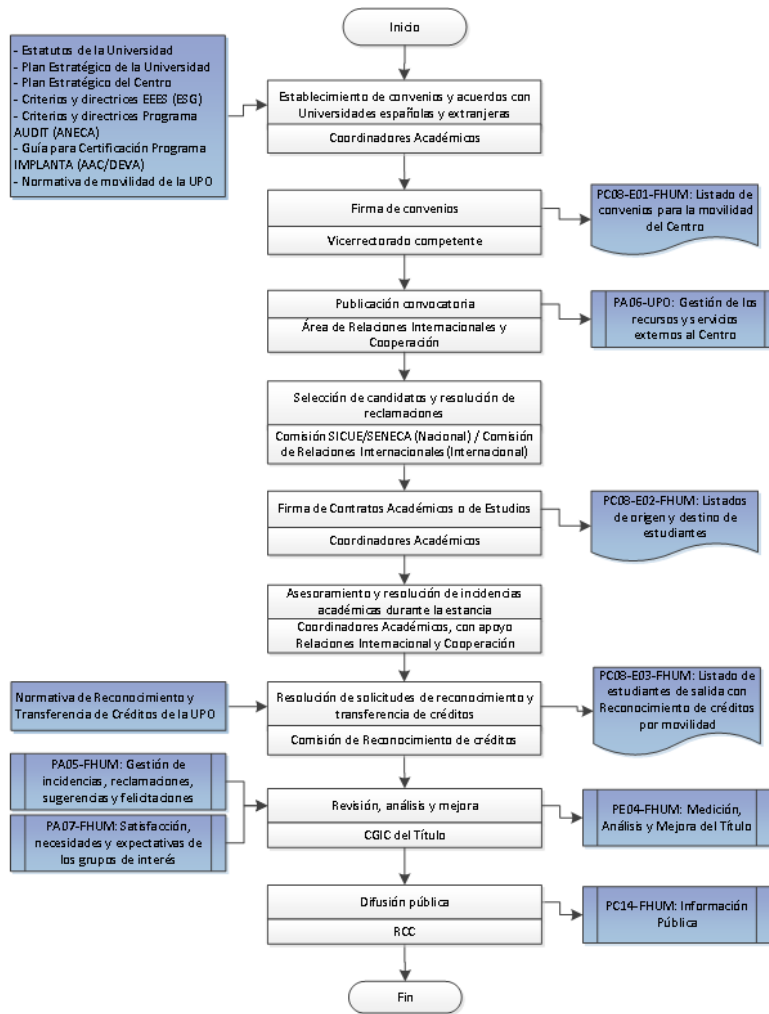 Inicio
- Estatutos de la Universidad
- Plan Estratégico de la Universidad
- Plan Estratégico del Centro
- Criterios y directrices EEES (ESG)
- Criterios y directrices Programa
AUDIT (ANECA)
- Guía para Certificación Programa
IMPLANTA (AAC/DEVA)
- Normativa de movilidad de la UPO
Establecimiento de convenios y acuerdos con
Universidades españolas y extranjeras
Coordinadores Académicos
Firma de convenios
Vicerrectorado competente
PC08-E01-FHUM: Listado de
convenios para la movilidad
del Centro
Publicación convocatoria
Área de Relaciones Internacionales y
Cooperación
PA06-UPO: Gestión de los
recursos y servicios
externos al Centro
Selección de candidatos y resolución de
reclamaciones
Comisión SICUE/SENECA (Nacional) / Comisión
de Relaciones Internacionales (Internacional)
Firma de Contratos Académicos o de Estudios
Coordinadores Académicos
PC08-E02-FHUM: Listados
de origen y destino de
estudiantes
Asesoramiento y resolución de incidencias
académicas durante la estancia
Coordinadores Académicos, con apoyo
Relaciones Internacional y Cooperación
Normativa de Reconocimiento y
Transferencia de Créditos de la UPO
Resolución de solicitudes de reconocimiento y
transferencia de créditos
Comisión de Reconocimiento de créditos
PC08-E03-FHUM: Listado de
estudiantes de salida con
Reconocimiento de créditos
por movilidad
PA05-FHUM: Gestión de
incidencias, reclamaciones,
sugerencias y felicitaciones
PA07-FHUM: Satisfacción,
necesidades y expectativas de
los grupos de interés
Revisión, análisis y mejora
CGIC del Título
PE04-FHUM: Medición,
Análisis y Mejora del Título
Difusión pública
RCC
PC14-FHUM: Información
Pública
Fin